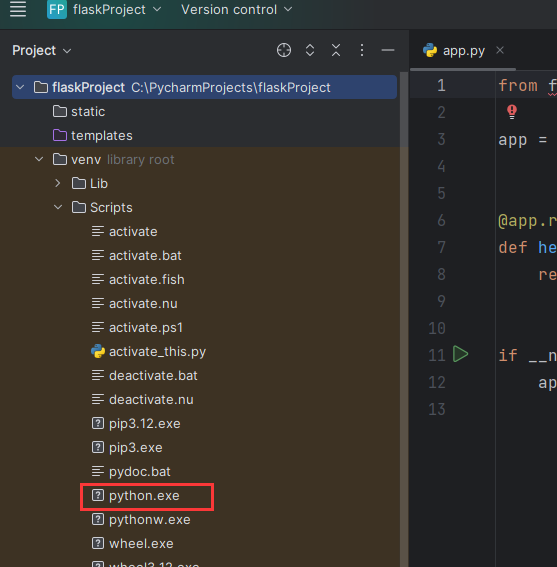 FP flaskProject Version control
Project
app.py
flaskProject C:\PycharmProjects\flaskProject
static
templates
venv library root
Lib
Scripts
activate
activate.bat
activate.fish
activate.nu
activate.ps1
activate_this.py
deactivate.bat
deactivate.nu
pip3.12.exe
pip3.exe
pydoc.bat
python.exe
pythonw.exe
wheel.exe
wheel3.12.exe
1 from f
2
3 app =
4
5
6 @app.r
7 def he
8 re
9
10
11 if __n
12 ap
13